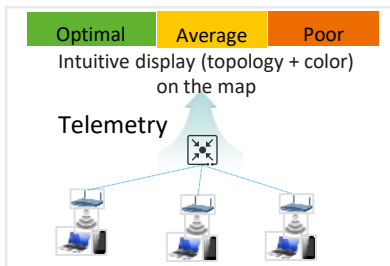 Optimal Average Poor
Intuitive display (topology + color)
on the map
Telemetry